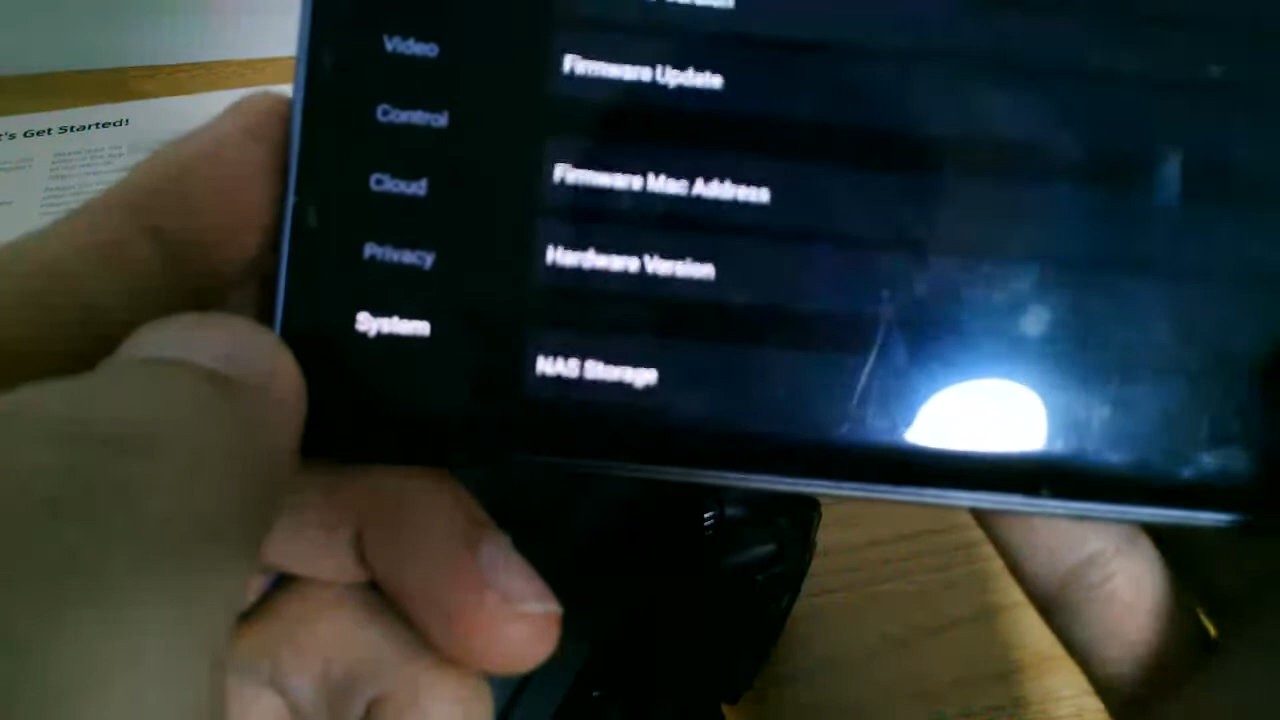 Video
Control
Cloud
Privacy
System
Firmware Update
Firmware Mac Address
Hardware Version
NAS Storage
's Get Started!